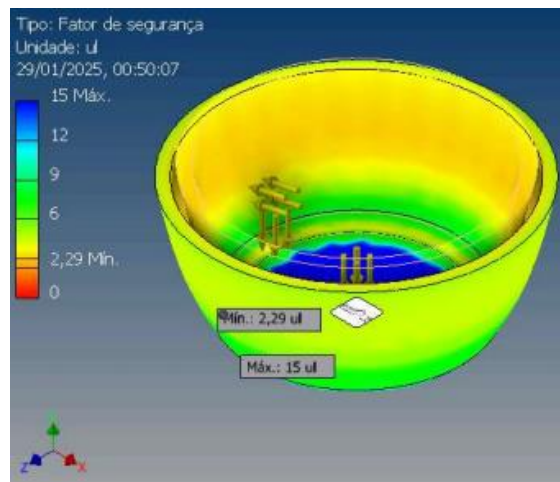 Tipo: Fator de segurança
Unidade: ul
29/01/2025, 00:50:07
15 Máx.
12
9
6
2,29 Mín.
0
Mín.: 2,29 ul
Máx.: 15 ul
Z
X